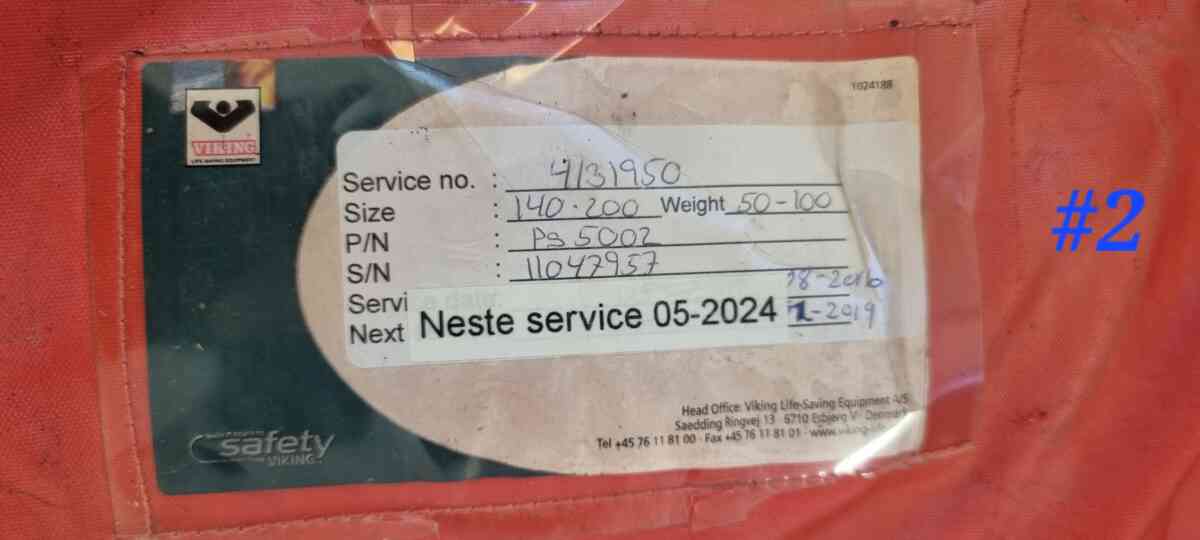 1024188
VIKING
LIFE-SAVING EQUIPMENT
Service no. : 4131950
Size : 140-200 Weight 50-100
P/N : PS 5002
S/N : 11047957
Servi -2016
Next -2019
Neste service 05-2024
#2
Head Office: Viking Life-Saving Equipment A/S
Saedding Ringvej 13 · 6710 Esbjerg V · Denmark
Tel +45 76 11 81 00 · Fax +45 76 11 81 01 ·
safety
VIKING